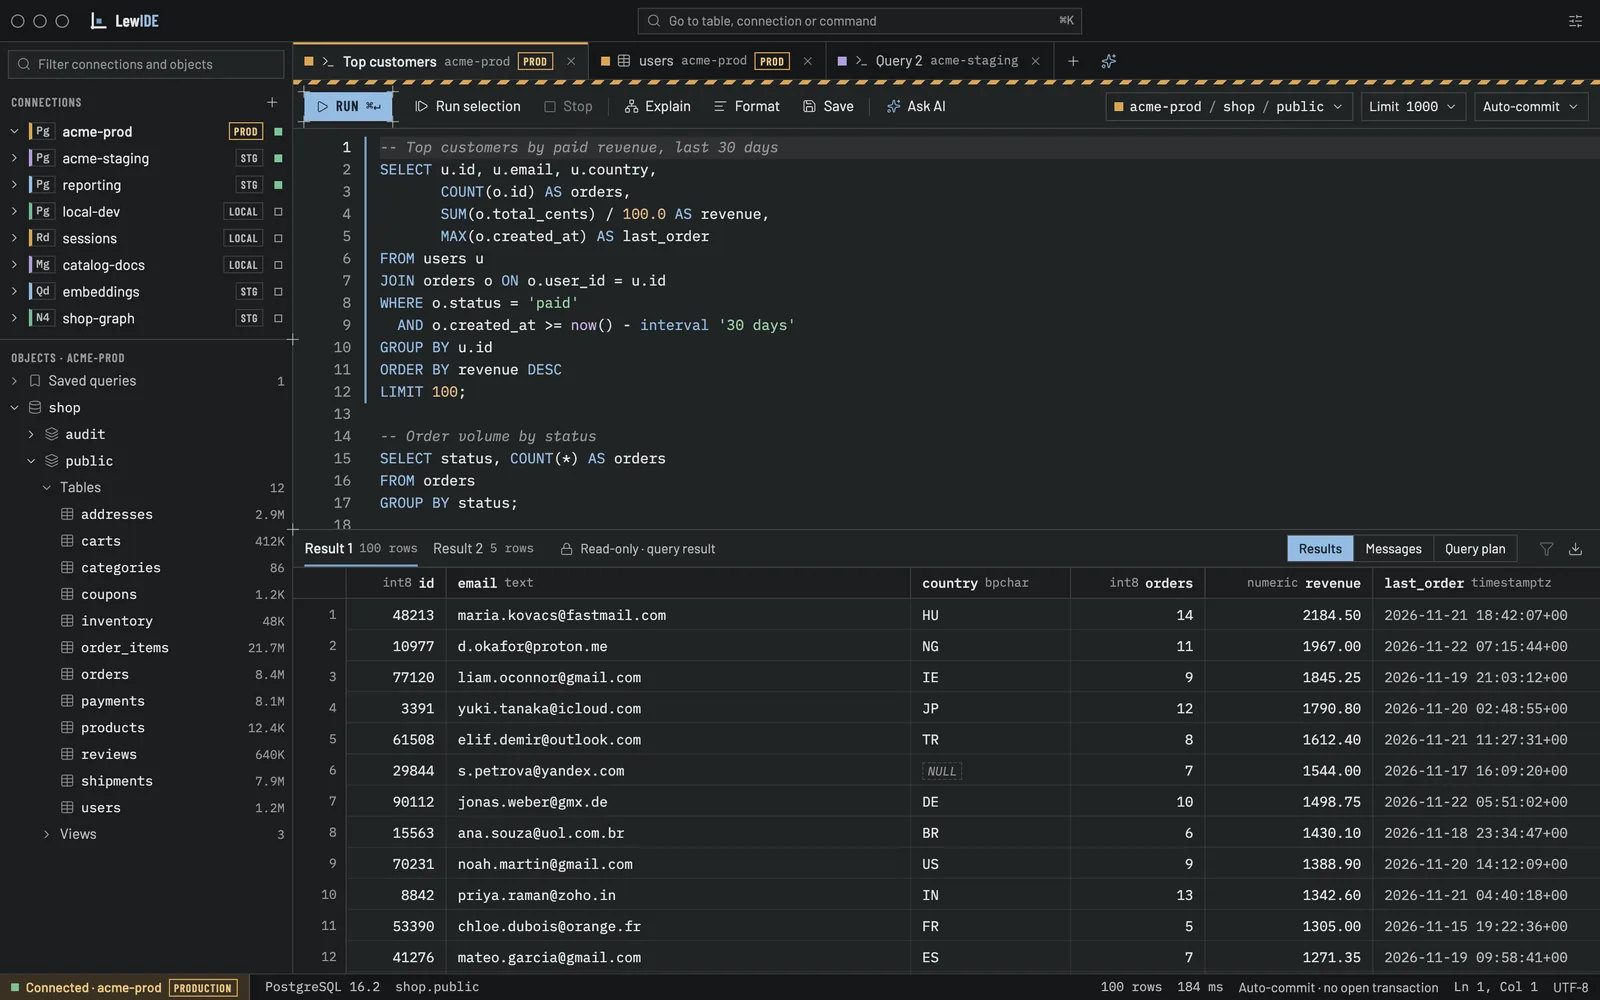 LewIDE
Go to table, connection or command ⌘K
Filter connections and objects
CONNECTIONS
Pg acme-prod PROD
Pg acme-staging STG
Pg reporting STG
Pg local-dev LOCAL
Rd sessions LOCAL
Mg catalog-docs LOCAL
Qd embeddings STG
N4 shop-graph STG
OBJECTS · ACME-PROD
Saved queries 1
shop
audit
public
Tables 12
addresses 2.9M
carts 412K
categories 86
coupons 1.2K
inventory 48K
order_items 21.7M
orders 8.4M
payments 8.1M
products 12.4K
reviews 640K
shipments 7.9M
users 1.2M
Views 3
Top customers acme-prod PROD
users acme-prod PROD
Query 2 acme-staging
RUN ⌘↵ Run selection Stop Explain Format Save Ask AI
acme-prod / shop / public Limit 1000 Auto-commit
1 -- Top customers by paid revenue, last 30 days
2 SELECT u.id, u.email, u.country,
3 COUNT(o.id) AS orders,
4 SUM(o.total_cents) / 100.0 AS revenue,
5 MAX(o.created_at) AS last_order
6 FROM users u
7 JOIN orders o ON o.user_id = u.id
8 WHERE o.status = 'paid'
9 AND o.created_at >= now() - interval '30 days'
10 GROUP BY u.id
11 ORDER BY revenue DESC
12 LIMIT 100;
13
14 -- Order volume by status
15 SELECT status, COUNT(*) AS orders
16 FROM orders
17 GROUP BY status;
18
Result 1 100 rows Result 2 5 rows Read-only · query result
Results Messages Query plan
int8 id email text country bpchar int8 orders numeric revenue last_order timestamptz
1 48213 maria.kovacs@fastmail.com HU 14 2184.50 2026-11-21 18:42:07+00
2 10977 d.okafor@proton.me NG 11 1967.00 2026-11-22 07:15:44+00
3 77120 liam.oconnor@gmail.com IE 9 1845.25 2026-11-19 21:03:12+00
4 3391 yuki.tanaka@icloud.com JP 12 1790.80 2026-11-20 02:48:55+00
5 61508 elif.demir@outlook.com TR 8 1612.40 2026-11-21 11:27:31+00
6 29844 s.petrova@yandex.com NULL 7 1544.00 2026-11-17 16:09:20+00
7 90112 jonas.weber@gmx.de DE 10 1498.75 2026-11-22 05:51:02+00
8 15563 ana.souza@uol.com.br BR 6 1430.10 2026-11-18 23:34:47+00
9 70231 noah.martin@gmail.com US 9 1388.90 2026-11-20 14:12:09+00
10 8842 priya.raman@zoho.in IN 13 1342.60 2026-11-21 04:40:18+00
11 53390 chloe.dubois@orange.fr FR 5 1305.00 2026-11-15 19:22:36+00
12 41276 mateo.garcia@gmail.com ES 7 1271.35 2026-11-19 09:58:41+00
Connected · acme-prod PRODUCTION PostgreSQL 16.2 shop.public
100 rows 184 ms Auto-commit · no open transaction Ln 1, Col 1 UTF-8